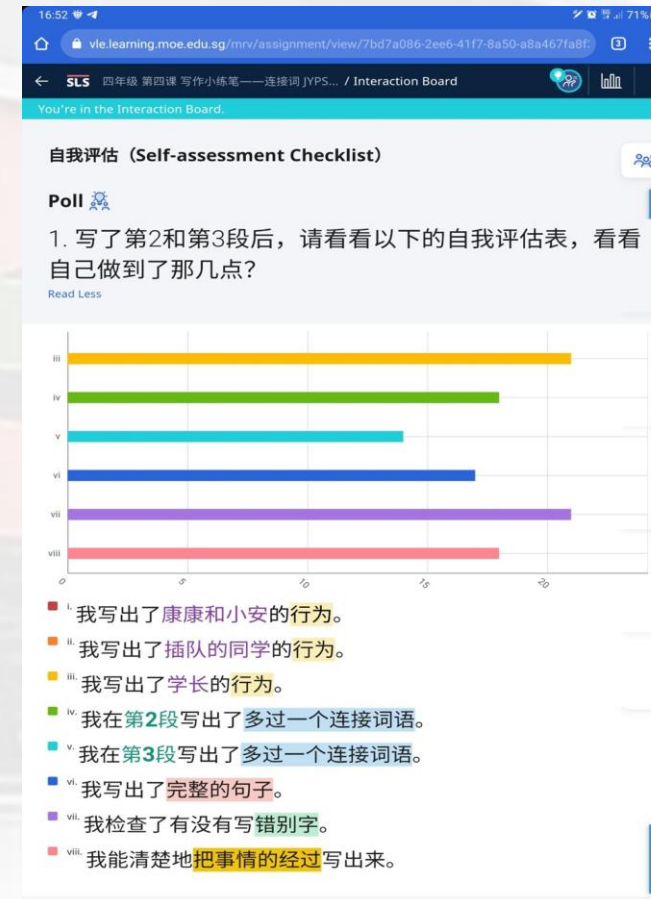 16:52
71%
vle.learning.moe.edu.sg/mrv/assignment/view/7bd7a086-2ee6-41f7-8a50-a8a467fa8f
3
SLS 四年级 第四课 写作小练笔——连接词 JYPS... / Interaction Board
You're in the Interaction Board.
自我评估（Self-assessment Checklist）
Poll
1. 写了第2和第3段后，请看看以下的自我评估表，看看
自己做到了那几点？
Read Less
iii
iv
v
vi
vii
viii
0 5 10 15 20
i. 我写出了康康和小安的行为。
ii. 我写出了插队的同学的行为。
iii. 我写出了学长的行为。
iv. 我在第2段写出了多过一个连接词语。
v. 我在第3段写出了多过一个连接词语。
vi. 我写出了完整的句子。
vii. 我检查了有没有写错别字。
viii. 我能清楚地把事情的经过写出来。